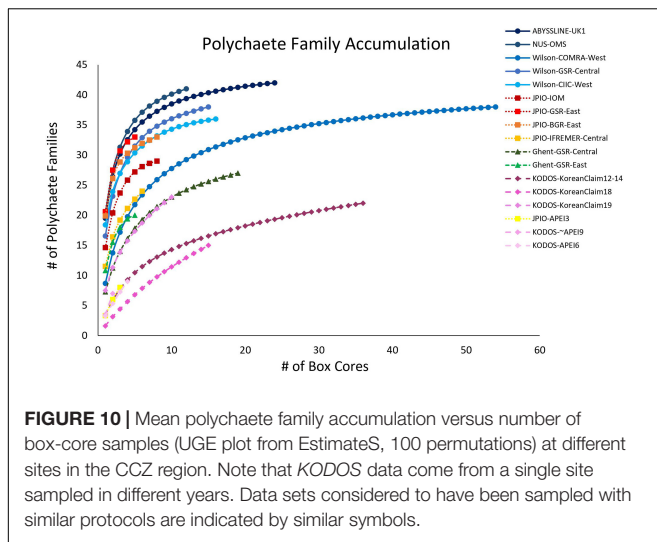 Polychaete Family Accumulation
# of Polychaete Families
45
40
35
30
25
20
15
10
5
0
0 10 20 30 40 50 60
# of Box Cores
ABYSSLINE-UK1
NUS-OMS
Wilson-COMRA-West
Wilson-GSR-Central
Wilson-CIIC-West
JPIO-IOM
JPIO-GSR-East
JPIO-BGR-East
JPIO-IFREMER-Central
Ghent-GSR-Central
Ghent-GSR-East
KODOS-KoreanClaim12-14
KODOS-KoreanClaim18
KODOS-KoreanClaim19
JPIO-APEI3
KODOS-~APEI9
KODOS-APEI6
FIGURE 10 | Mean polychaete family accumulation versus number of
box-core samples (UGE plot from EstimateS, 100 permutations) at different
sites in the CCZ region. Note that KODOS data come from a single site
sampled in different years. Data sets considered to have been sampled with
similar protocols are indicated by similar symbols.